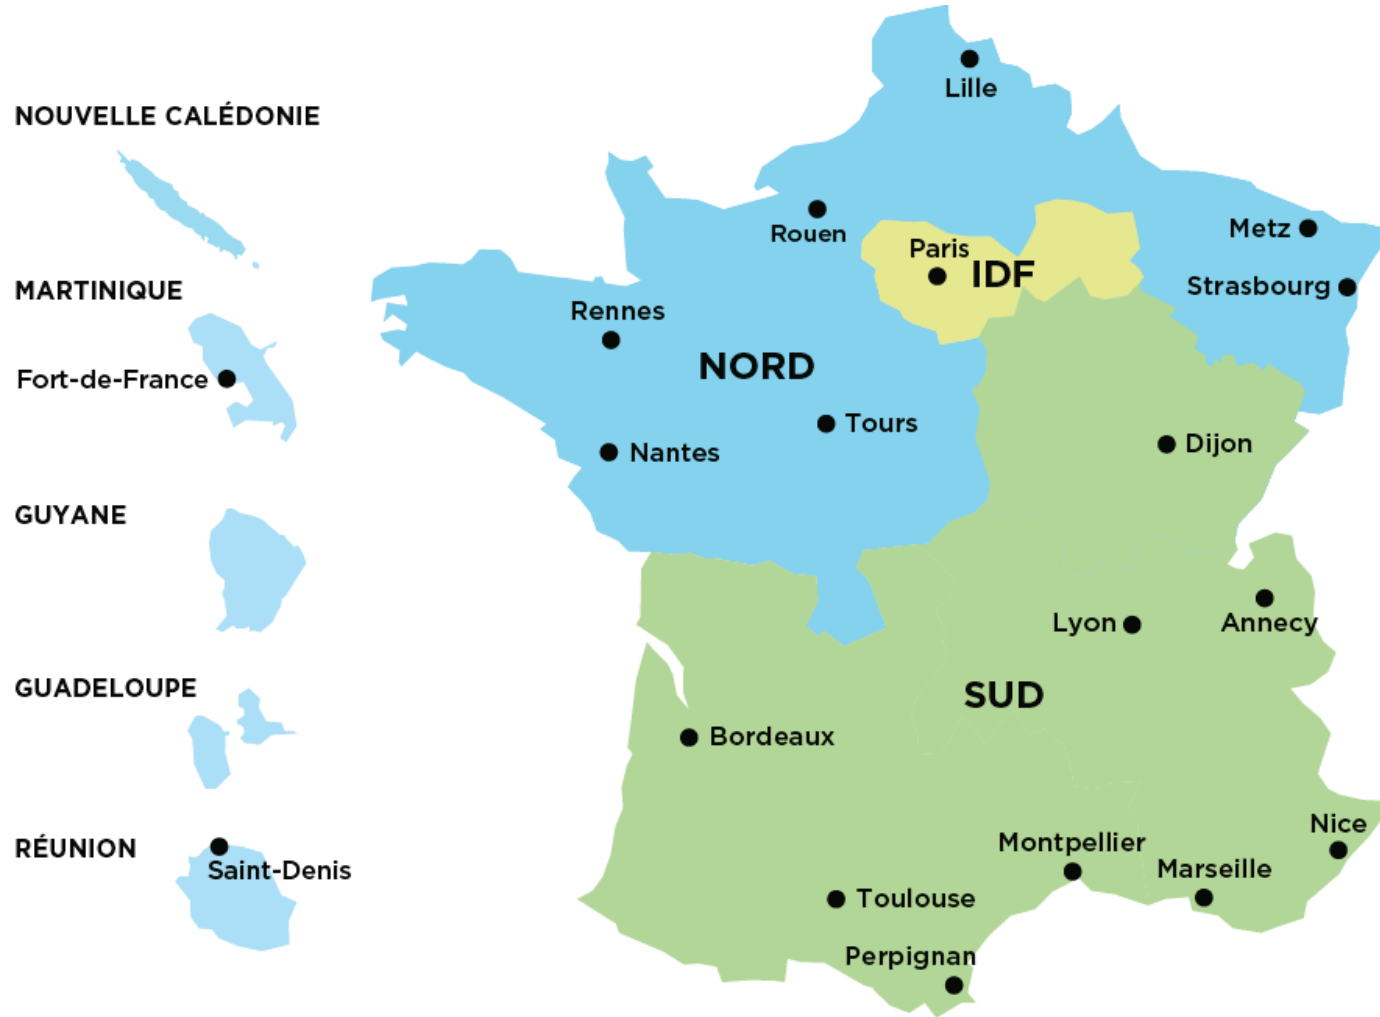 NOUVELLE CALÉDONIE
MARTINIQUE
Fort-de-France
GUYANE
GUADELOUPE
RÉUNION
Saint-Denis
Lille
Rouen
Paris
IDF
Metz
Strasbourg
Rennes
NORD
Tours
Nantes
Dijon
Lyon
Annecy
SUD
Bordeaux
Nice
Montpellier
Marseille
Toulouse
Perpignan